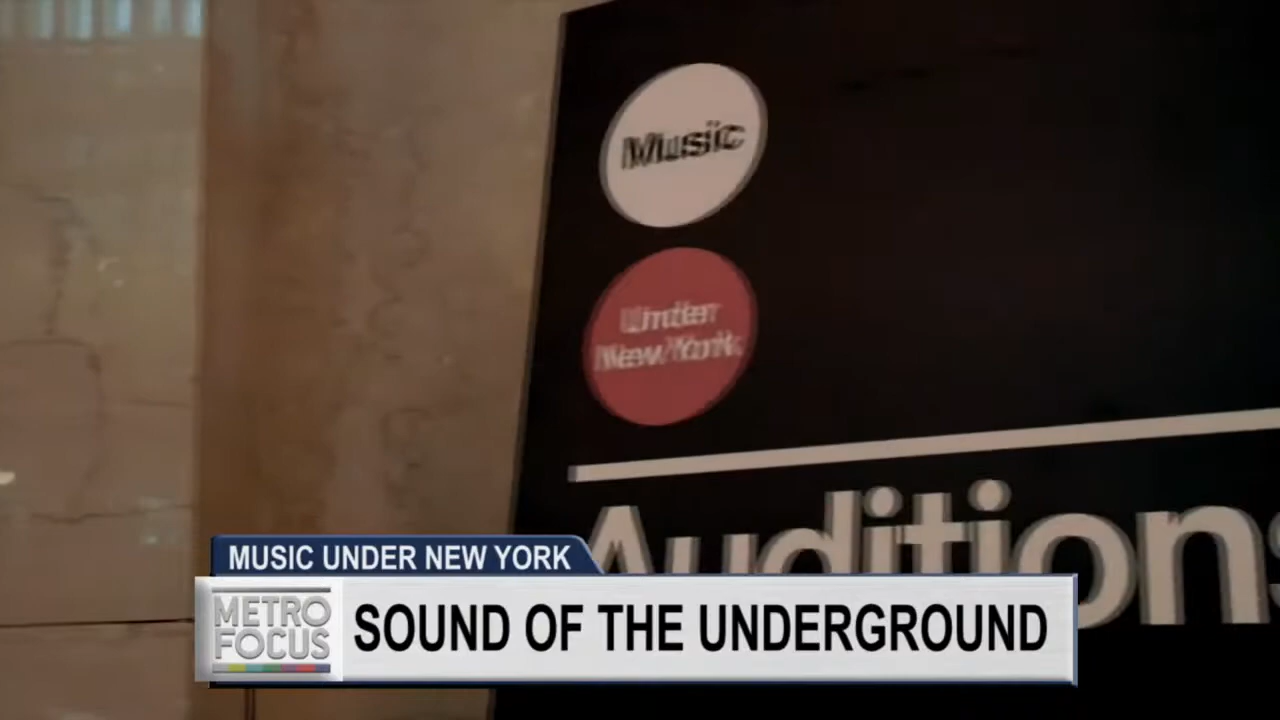 Music
Under
New York
Auditions
MUSIC UNDER NEW YORK
METRO
FOCUS
SOUND OF THE UNDERGROUND